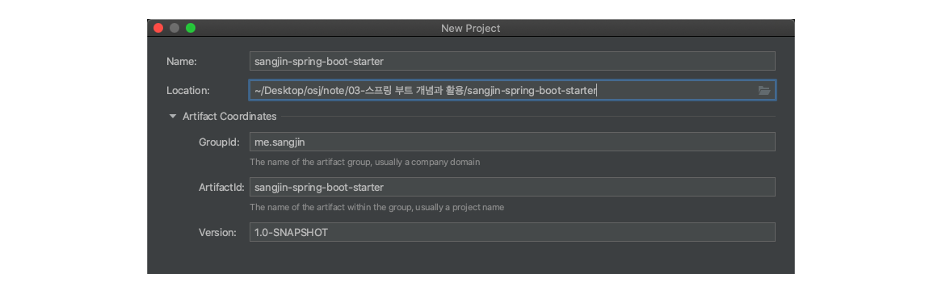 New Project
Name: sangjin-spring-boot-starter
Location: ~/Desktop/osj/note/03-스프링 부트 개념과 활용/sangjin-spring-boot-starter
Artifact Coordinates
GroupId: me.sangjin
The name of the artifact group, usually a company domain
ArtifactId: sangjin-spring-boot-starter
The name of the artifact within the group, usually a project name
Version: 1.0-SNAPSHOT